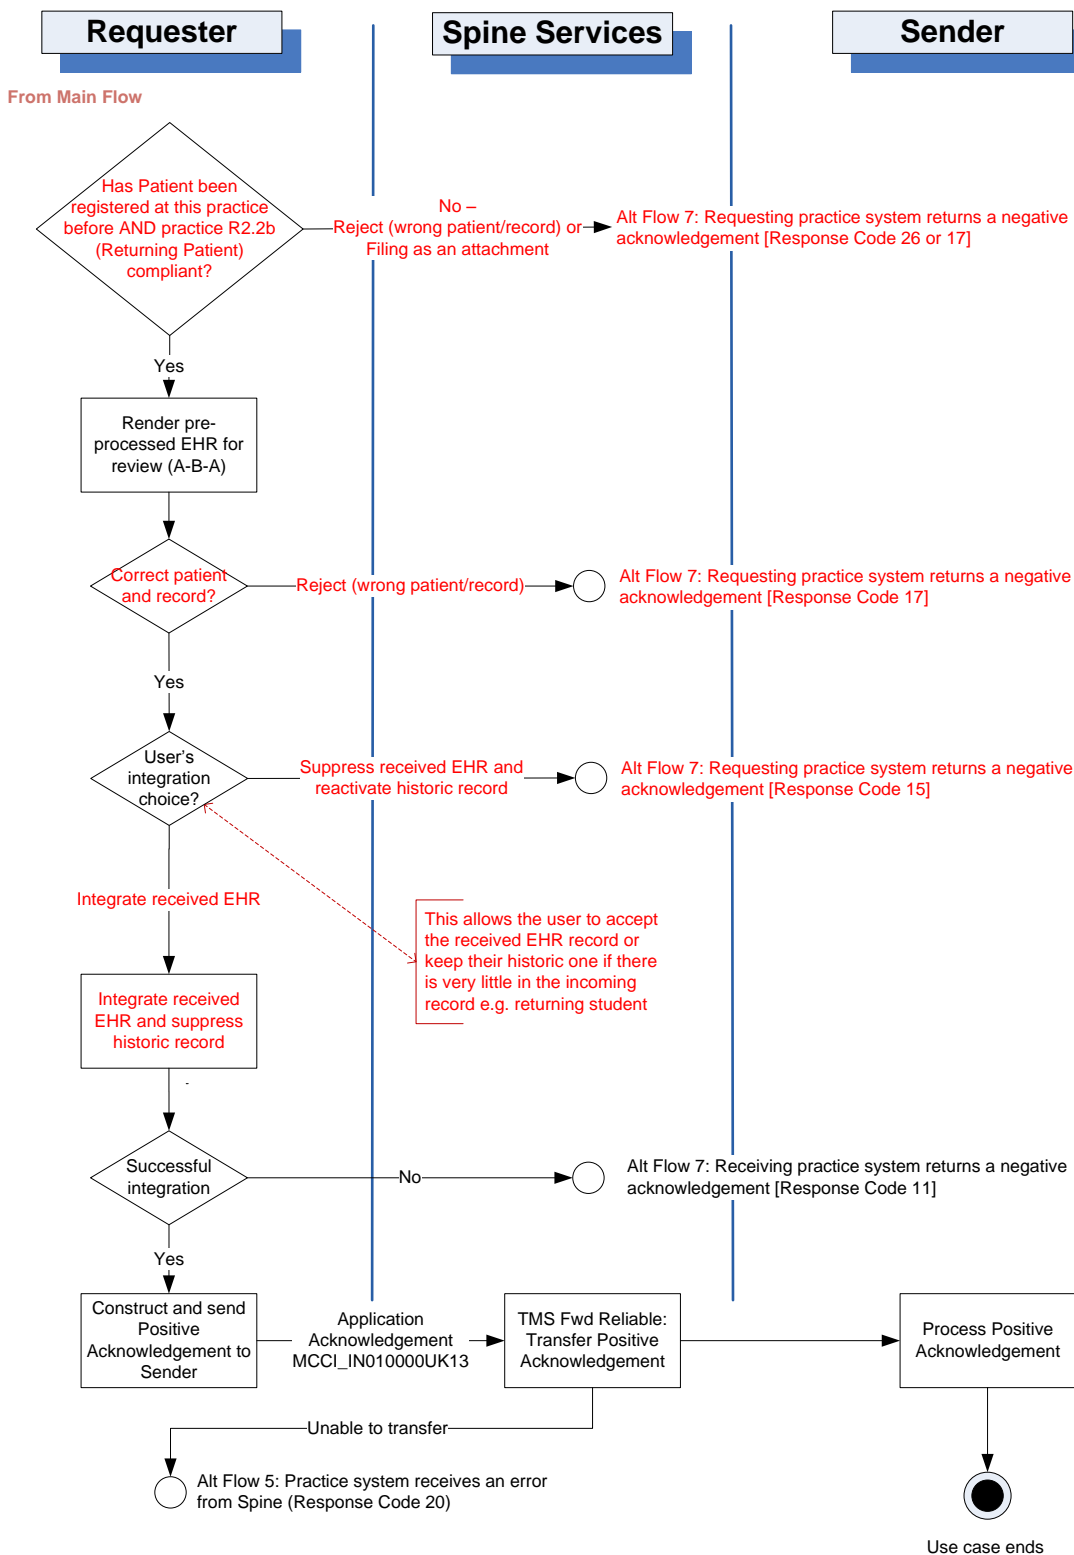 Requester
Spine Services
Sender
From Main Flow
Has Patient been
registered at this practice
before AND practice R2.2b
(Returning Patient)
compliant?
No –
Reject (wrong patient/record) or
Filing as an attachment
Alt Flow 7: Requesting practice system returns a negative
acknowledgement [Response Code 26 or 17]
Yes
Render pre-
processed EHR for
review (A-B-A)
Correct patient
and record?
Reject (wrong patient/record)
Alt Flow 7: Requesting practice system returns a negative
acknowledgement [Response Code 17]
Yes
User's
integration
choice?
Suppress received EHR and
reactivate historic record
Alt Flow 7: Requesting practice system returns a negative
acknowledgement [Response Code 15]
Integrate received EHR
This allows the user to accept
the received EHR record or
keep their historic one if there
is very little in the incoming
record e.g. returning student
Integrate received
EHR and suppress
historic record
-
Successful
integration
No
Alt Flow 7: Receiving practice system returns a negative
acknowledgement [Response Code 11]
Yes
Construct and send
Positive
Acknowledgement to
Sender
Application
Acknowledgement
MCCI_IN010000UK13
TMS Fwd Reliable:
Transfer Positive
Acknowledgement
Process Positive
Acknowledgement
Unable to transfer
Alt Flow 5: Practice system receives an error
from Spine (Response Code 20)
Use case ends